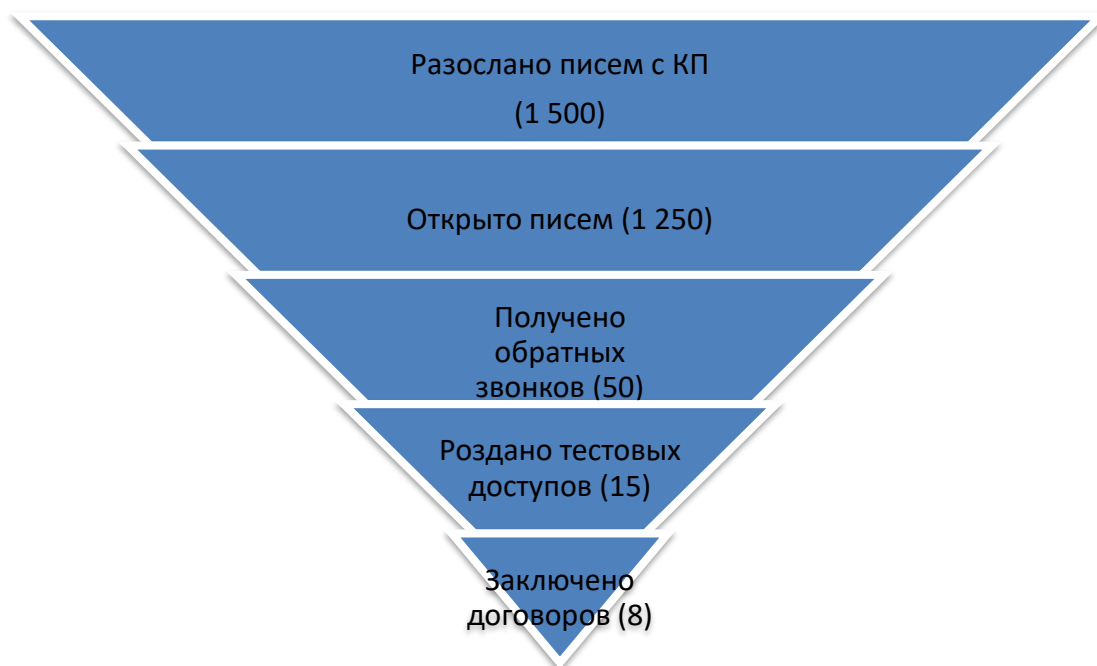 Разослано писем с КП
(1 500)
Открыто писем (1 250)
Получено
обратных
звонков (50)
Роздано тестовых
доступов (15)
Заключено
договоров (8)